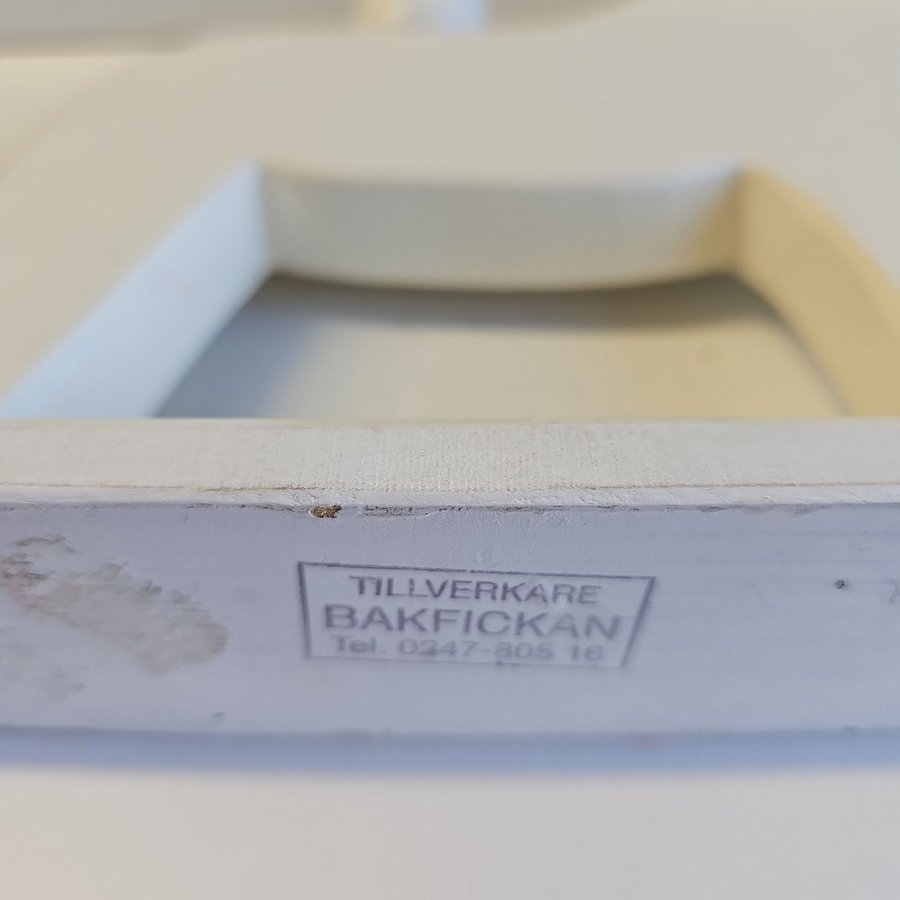 TILLVERKARE
BAKFICKAN
Tel. 0247-805 16